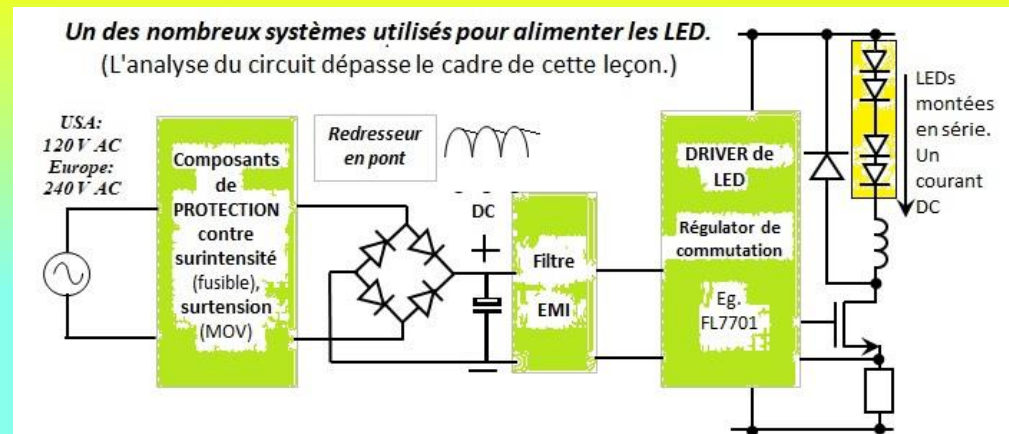 Un des nombreux systèmes utilisés pour alimenter les LED.
(L'analyse du circuit dépasse le cadre de cette leçon.)
USA:
120 V AC
Europe:
240 V AC
Composants
de
PROTECTION
contre
surintensité
(fusible),
surtension
(MOV)
Redresseur
en pont
DC
+
Filtre
EMI
DRIVER de
LED
Régulator de
commutation
Eg.
FL7701
LEDs
montées
en série.
Un
courant
DC